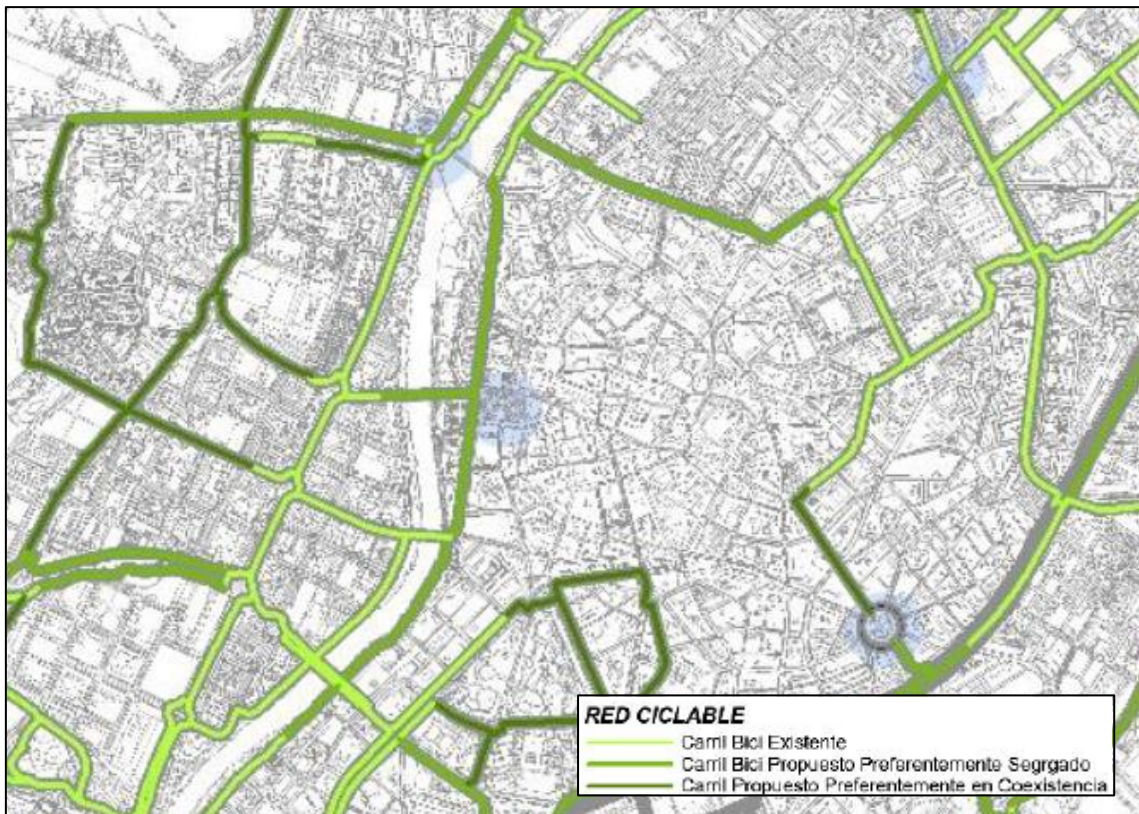 RED CICLABLE
Carril Bici Existente
Carril Bici Propuesto Preferentemente Segrgado
Carril Propuesto Preferentemente en Coexistencia